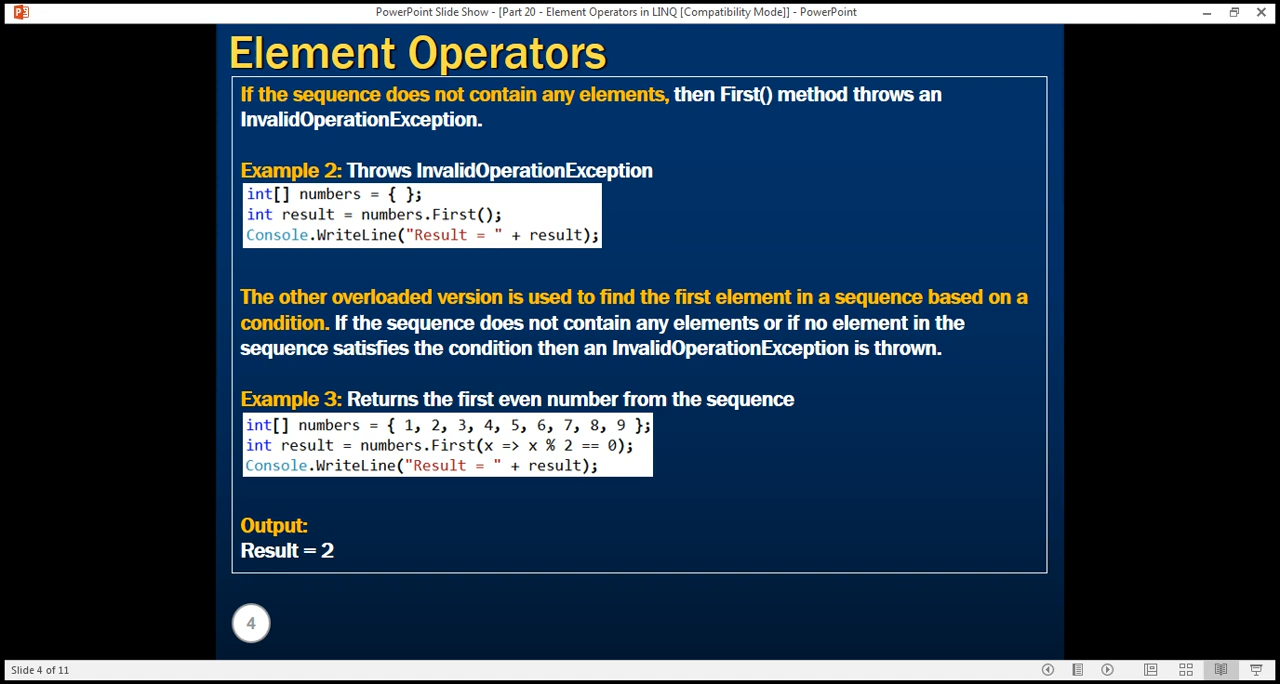 PowerPoint Slide Show - [Part 20 - Element Operators in LINQ [Compatibility Mode]] - PowerPoint
Element Operators
If the sequence does not contain any elements, then First() method throws an
InvalidOperationException.
Example 2: Throws InvalidOperationException
int[] numbers = { };
int result = numbers.First();
Console.WriteLine("Result = " + result);
The other overloaded version is used to find the first element in a sequence based on a
condition. If the sequence does not contain any elements or if no element in the
sequence satisfies the condition then an InvalidOperationException is thrown.
Example 3: Returns the first even number from the sequence
int[] numbers = { 1, 2, 3, 4, 5, 6, 7, 8, 9 };
int result = numbers.First(x => x % 2 == 0);
Console.WriteLine("Result = " + result);
Output:
Result = 2
4
Slide 4 of 11